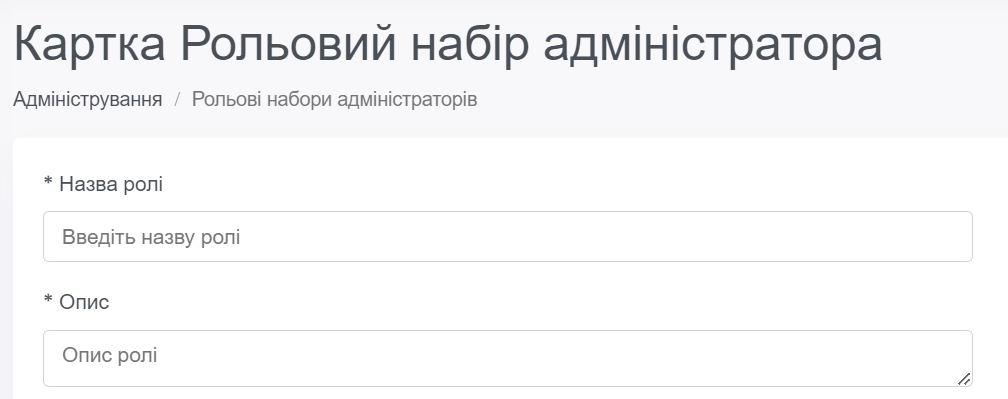 Картка Рольовий набір адміністратора
Адміністрування / Рольові набори адміністраторів
* Назва ролі
Введіть назву ролі
* Опис
Опис ролі